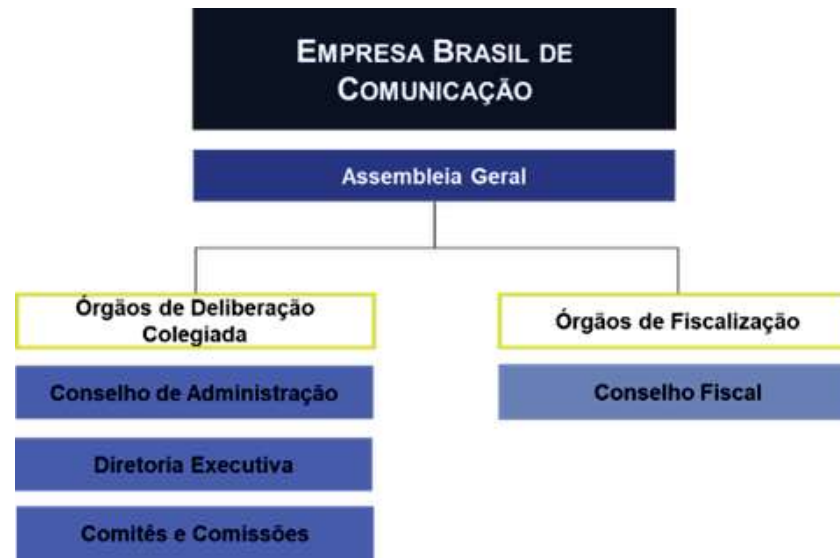 EMPRESA BRASIL DE
COMUNICAÇÃO
Assembleia Geral
Órgãos de Deliberação
Colegiada
Conselho de Administração
Diretoria Executiva
Comitês e Comissões
Órgãos de Fiscalização
Conselho Fiscal